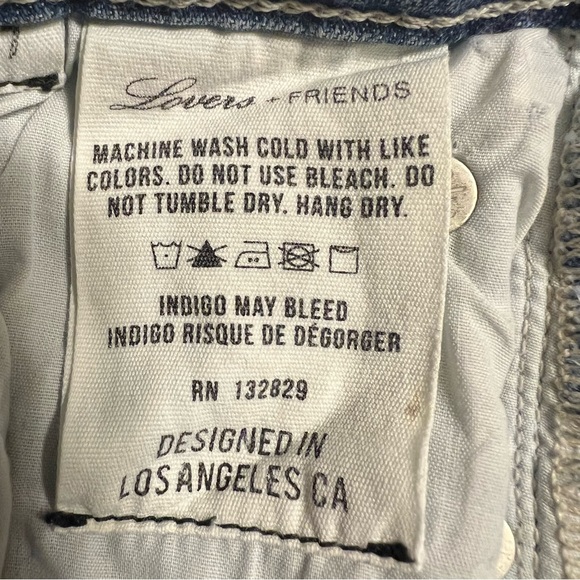 Lovers + FRIENDS
MACHINE WASH COLD WITH LIKE
COLORS. DO NOT USE BLEACH. DO
NOT TUMBLE DRY. HANG DRY.
INDIGO MAY BLEED
INDIGO RISQUE DE DÉGORGER
RN 132829
DESIGNED IN
LOS ANGELES CA